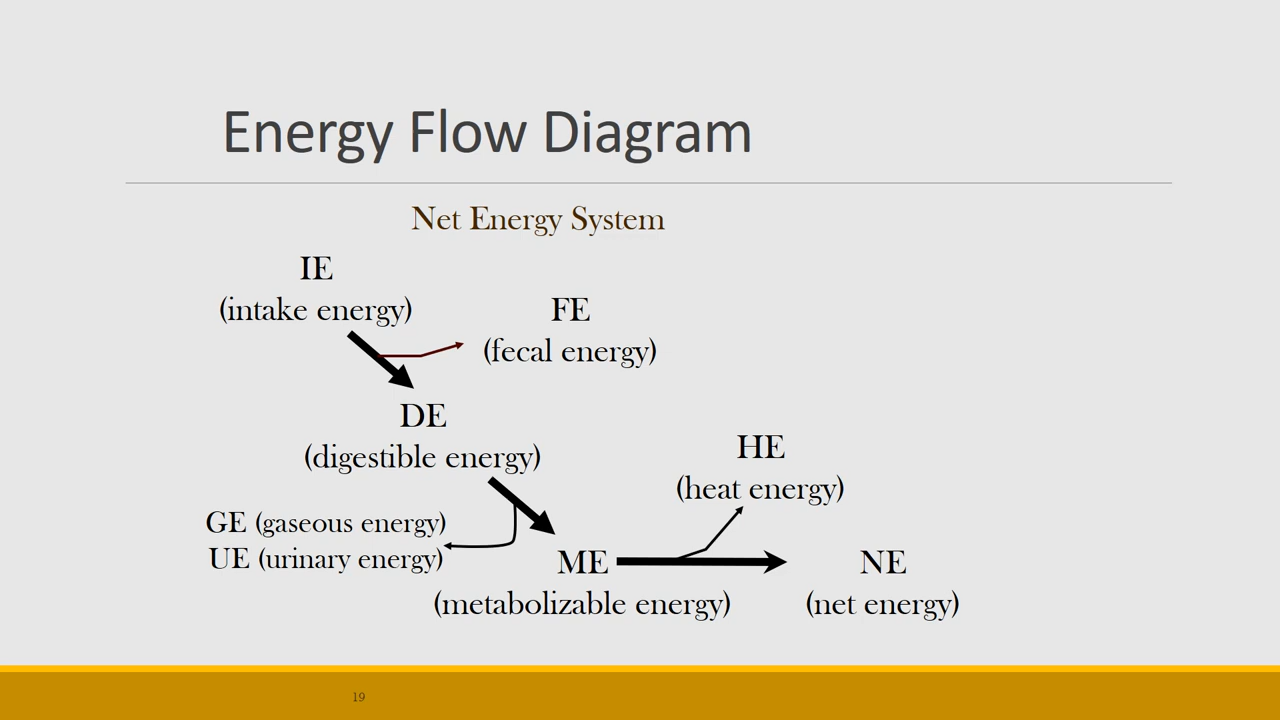 Energy Flow Diagram
Net Energy System
IE
(intake energy)
FE
(fecal energy)
DE
(digestible energy)
HE
(heat energy)
GE (gaseous energy)
UE (urinary energy)
ME
(metabolizable energy)
NE
(net energy)
19